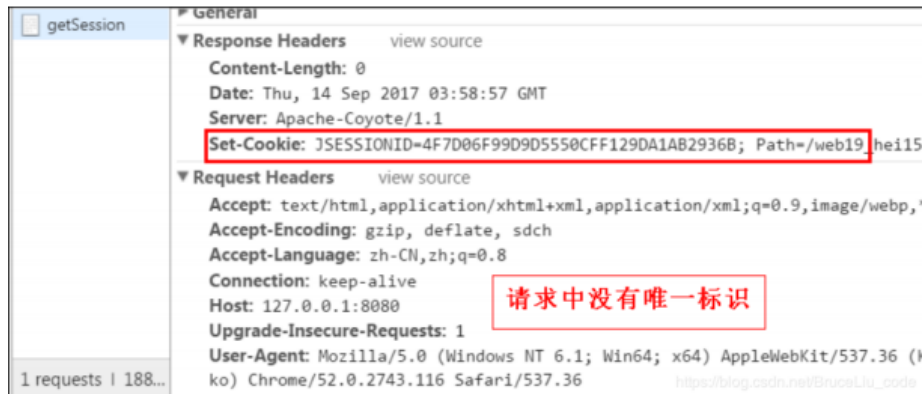 getSession
General
Response Headers view source
Content-Length: 0
Date: Thu, 14 Sep 2017 03:58:57 GMT
Server: Apache-Coyote/1.1
Set-Cookie: JSESSIONID=4F7D06F99D9D5550CFF129DA1AB2936B; Path=/web19_hei15
Request Headers view source
Accept: text/html,application/xhtml+xml,application/xml;q=0.9,image/webp,*
Accept-Encoding: gzip, deflate, sdch
Accept-Language: zh-CN,zh;q=0.8
Connection: keep-alive
请求中没有唯一标识
Host: 127.0.0.1:8080
Upgrade-Insecure-Requests: 1
User-Agent: Mozilla/5.0 (Windows NT 6.1; Win64; x64) AppleWebKit/537.36 (K
ko) Chrome/52.0.2743.116 Safari/537.36
1 requests | 188...
https://blog.csdn.net/BruceLiu_code